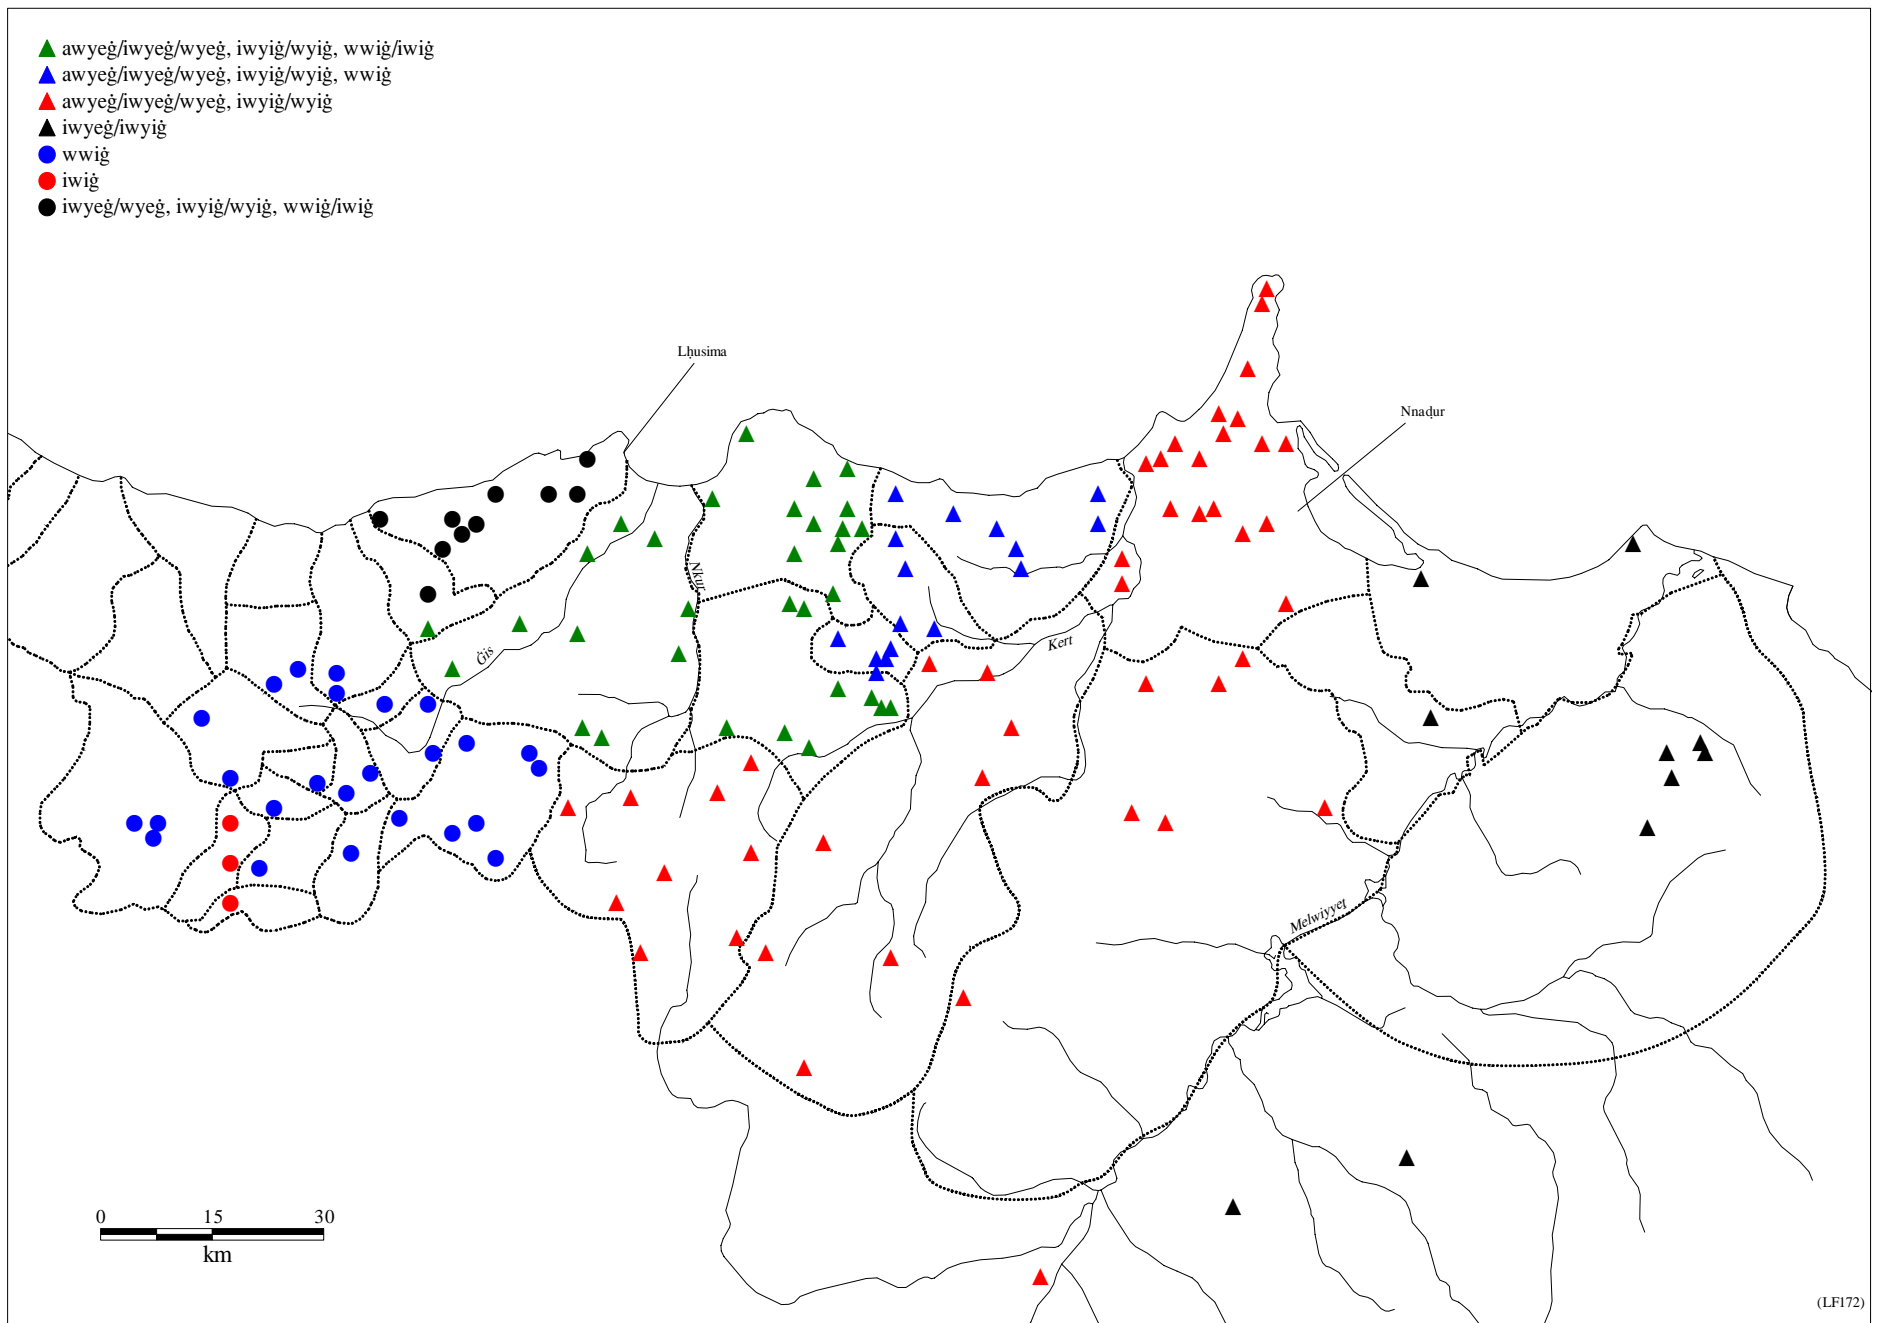 awyeġ/iwyeġ/wyeġ, iwyiġ/wyiġ, wwiġ/iwiġ
awyeġ/iwyeġ/wyeġ, iwyiġ/wyiġ, wwiġ
awyeġ/iwyeġ/wyeġ, iwyiġ/wyiġ
iwyeġ/iwyiġ
wwiġ
iwiġ
iwyeġ/wyeġ, iwyiġ/wyiġ, wwiġ/iwiġ
Lḥusima
Nnaḍur
Nkur
Ġis
Kert
Melwiyyeṯ
0 15 30
km
(LF172)